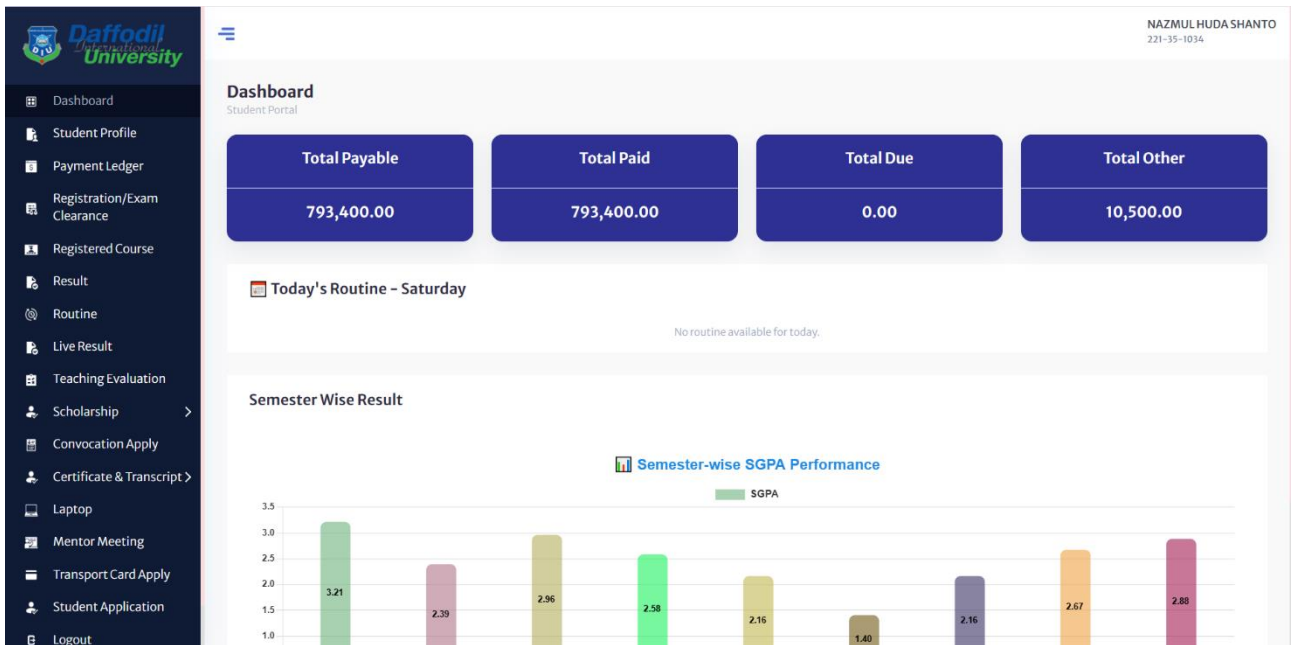 Daffodil
International
University
DIU
NAZMUL HUDA SHANTO
221-35-1034
Dashboard
Student Profile
Payment Ledger
Registration/Exam
Clearance
Registered Course
Result
Routine
Live Result
Teaching Evaluation
Scholarship
Convocation Apply
Certificate & Transcript
Laptop
Mentor Meeting
Transport Card Apply
Student Application
Logout
Dashboard
Student Portal
Total Payable
793,400.00
Total Paid
793,400.00
Total Due
0.00
Total Other
10,500.00
Today's Routine - Saturday
No routine available for today.
Semester Wise Result
Semester-wise SGPA Performance
SGPA
3.5
3.0
2.5
2.0
1.5
1.0
3.21
2.39
2.96
2.58
2.16
1.40
2.16
2.67
2.88